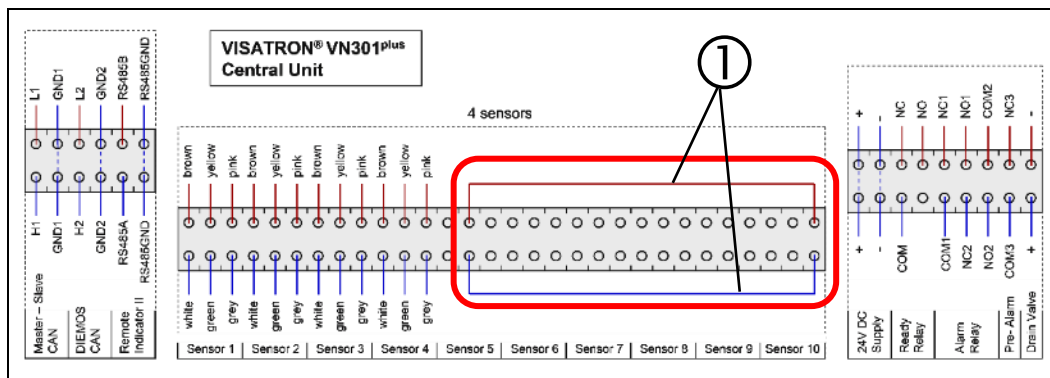 VISATRON® VN301plus
Central Unit
①
4 sensors
L1 GND1 L2 GND2 RS485B RS485GND
H1 GND1 H2 GND2 RS485A RS485GND
Master – Slave CAN
DIEMOS CAN
Remote Indicator II
brown yellow pink brown yellow pink brown yellow pink brown yellow pink
white green grey white green grey white green grey white green grey
Sensor 1 Sensor 2 Sensor 3 Sensor 4 Sensor 5 Sensor 6 Sensor 7 Sensor 8 Sensor 9 Sensor 10
+ - NC NO NC1 NO1 COM2 NC3 -
+ - COM COM1 NC2 NO2 COM3 +
24V DC Supply
Ready Relay
Alarm Relay
Pre- Alarm
Drain Valve